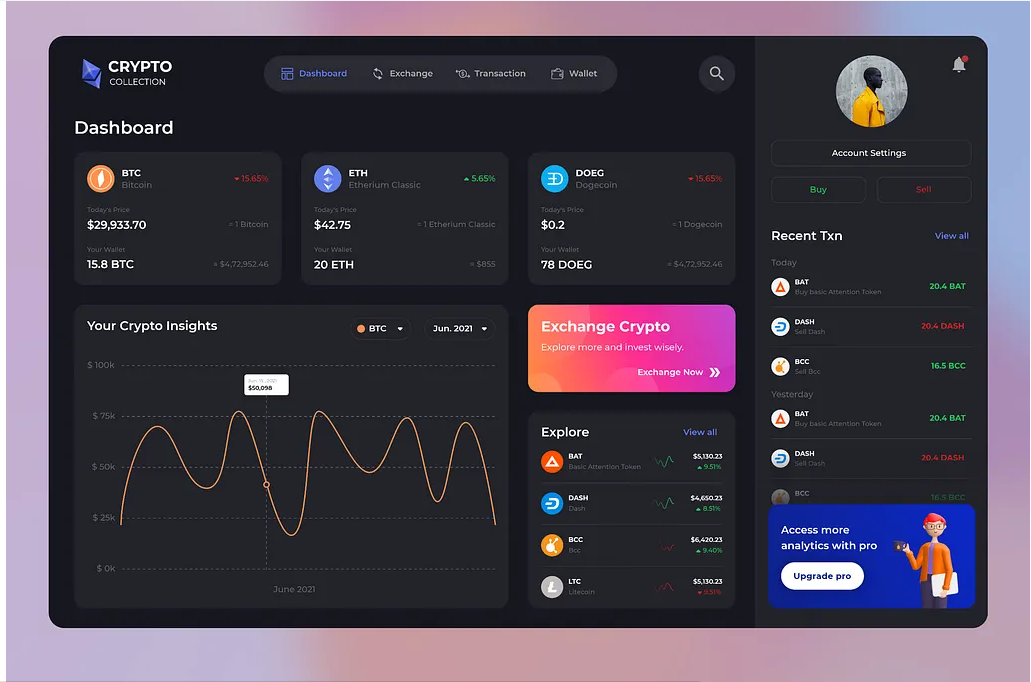 CRYPTO
COLLECTION
Dashboard
Exchange
Transaction
Wallet
Dashboard
BTC
Bitcoin
15.65%
Today's Price
$29,933.70
= 1 Bitcoin
Your Wallet
15.8 BTC
= $4,72,952.46
ETH
Etherium Classic
5.65%
Today's Price
$42.75
= 1 Etherium Classic
Your Wallet
20 ETH
= $855
DOEG
Dogecoin
15.65%
Today's Price
$0.2
= 1 Dogecoin
Your Wallet
78 DOEG
= $4,72,952.46
Your Crypto Insights
BTC
Jun. 2021
$ 100k
$ 75k
$ 50k
$ 25k
$ 0k
$50,098
June 2021
Exchange Crypto
Explore more and invest wisely.
Exchange Now
Explore
View all
BAT
Basic Attention Token
$5,130.23
9.51%
DASH
Dash
$4,650.23
8.51%
BCC
Bcc
$6,420.23
9.40%
LTC
Litecoin
$5,130.23
9.51%
Account Settings
Buy
Sell
Recent Txn
View all
Today
BAT
Buy basic Attention Token
20.4 BAT
DASH
Sell Dash
20.4 DASH
BCC
Sell Bcc
16.5 BCC
Yesterday
BAT
Buy basic Attention Token
20.4 BAT
DASH
Sell Dash
20.4 DASH
BCC
16.5 BCC
Access more
analytics with pro
Upgrade pro